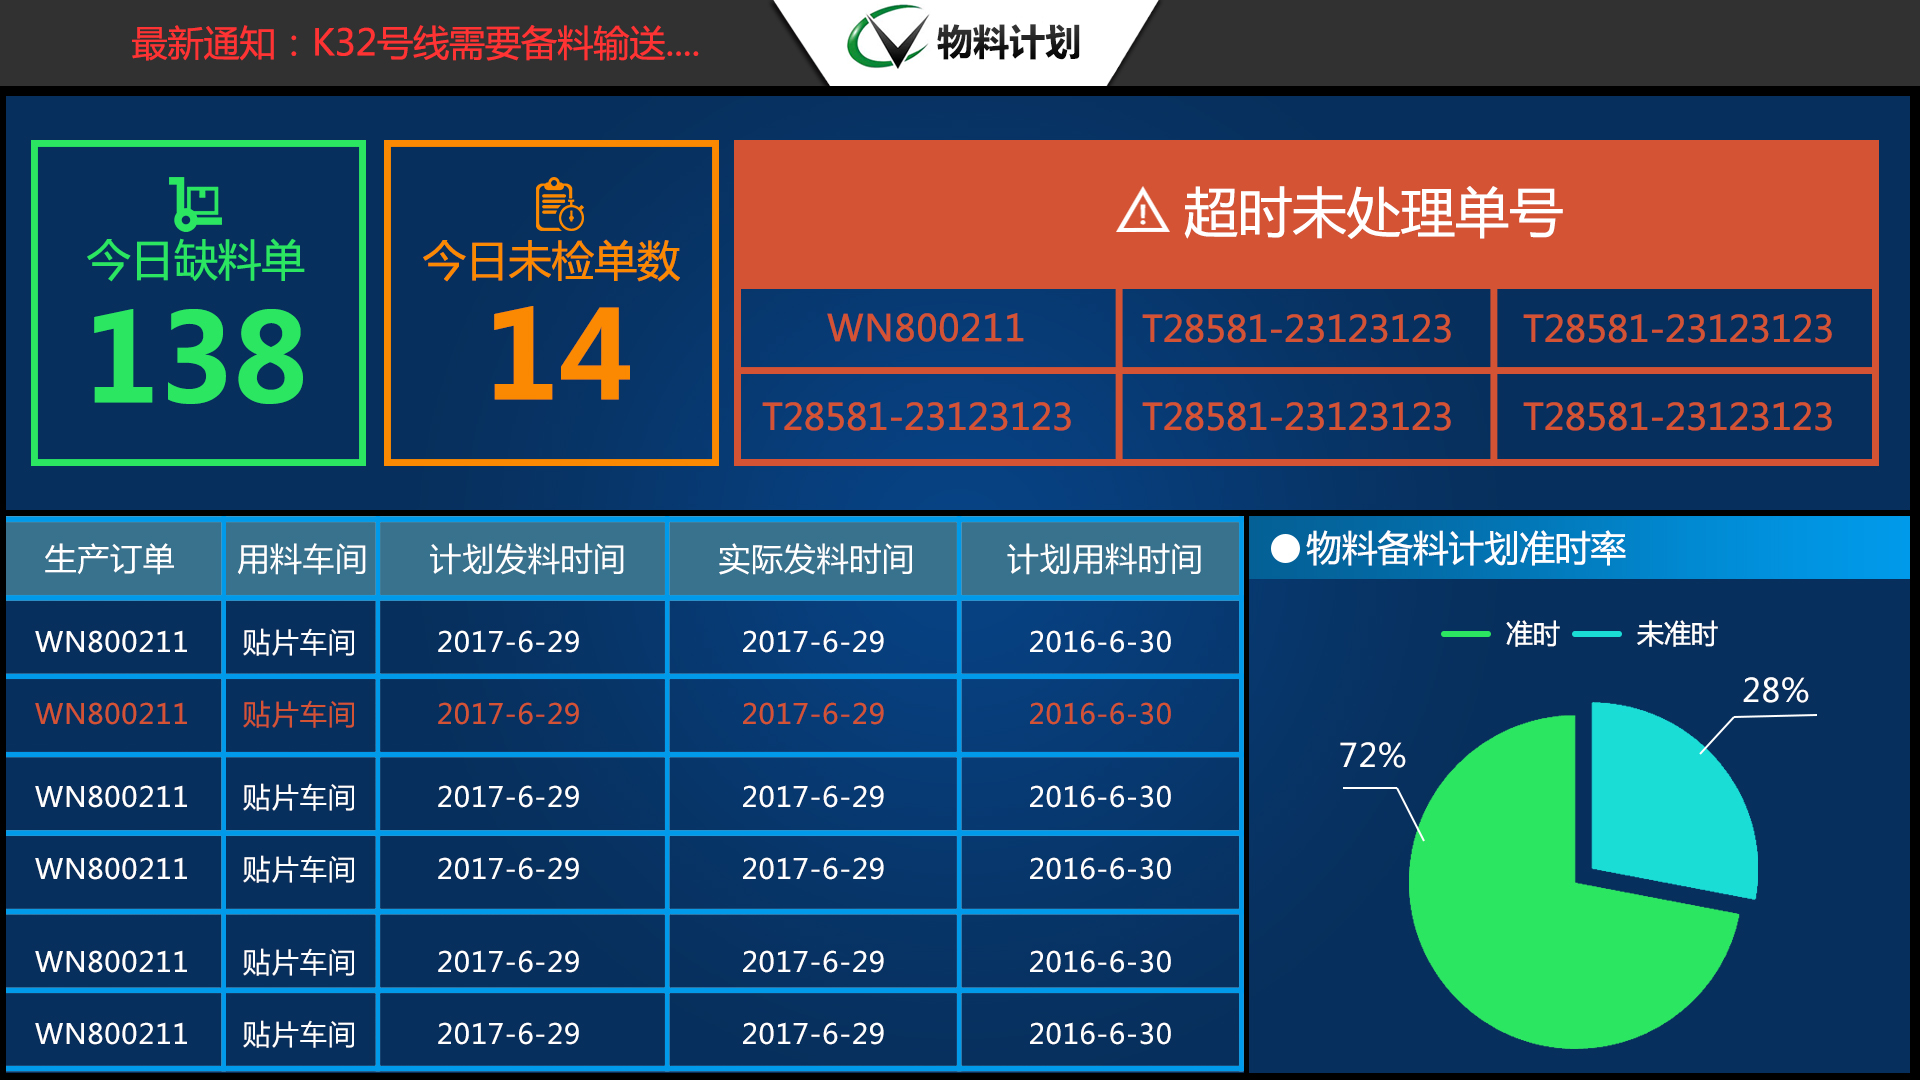 最新通知：K32号线需要备料输送....
物料计划
今日缺料单
138
今日未检单数
14
超时未处理单号
WN800211 T28581-23123123 T28581-23123123
T28581-23123123 T28581-23123123 T28581-23123123
生产订单 用料车间 计划发料时间 实际发料时间 计划用料时间
WN800211 贴片车间 2017-6-29 2017-6-29 2016-6-30
WN800211 贴片车间 2017-6-29 2017-6-29 2016-6-30
WN800211 贴片车间 2017-6-29 2017-6-29 2016-6-30
WN800211 贴片车间 2017-6-29 2017-6-29 2016-6-30
WN800211 贴片车间 2017-6-29 2017-6-29 2016-6-30
WN800211 贴片车间 2017-6-29 2017-6-29 2016-6-30
物料备料计划准时率
准时 未准时
28%
72%